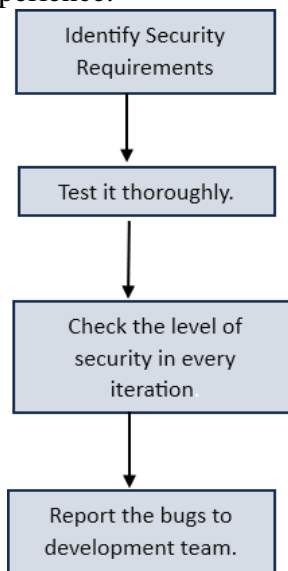 perience.
Identify Security
Requirements
Test it thoroughly.
Check the level of
security in every
iteration.
Report the bugs to
development team.